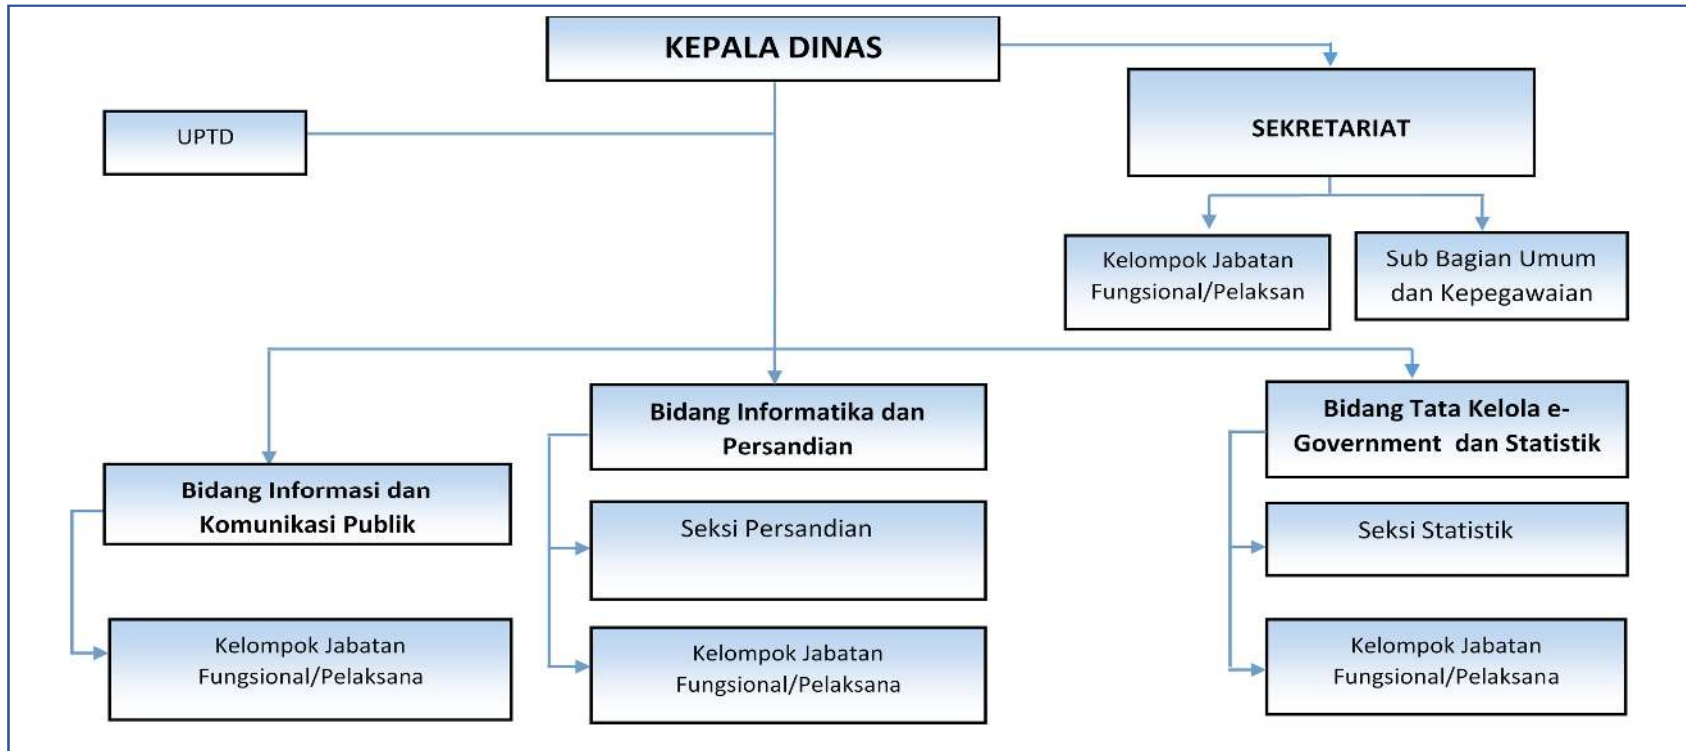 KEPALA DINAS
SEKRETARIAT
UPTD
Kelompok Jabatan
Fungsional/Pelaksan
Sub Bagian Umum
dan Kepegawaian
Bidang Informasi dan
Komunikasi Publik
Kelompok Jabatan
Fungsional/Pelaksana
Bidang Informatika dan
Persandian
Seksi Persandian
Kelompok Jabatan
Fungsional/Pelaksana
Bidang Tata Kelola e-
Government dan Statistik
Seksi Statistik
Kelompok Jabatan
Fungsional/Pelaksana